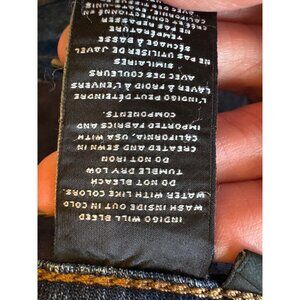 INDIGO WILL BLEED
WASH INSIDE OUT IN COLD
WATER WITH LIKE COLORS.
DO NOT BLEACH
TUMBLE DRY LOW
DO NOT IRON
CREATED AND SEWN IN
CALIFORNIA, USA, WITH
IMPORTED FABRICS AND
COMPONENTS.
L'INDIGO PEUT DÉTEINDRE
LAVER À FROID L'ENVERS
AVEC DES COULEURS
SIMILAIRES
NE PAS UTILISER DE JAVEL
SÉCHAGE À BASSE
TEMPÉRATURE
NE PAS REPASSER